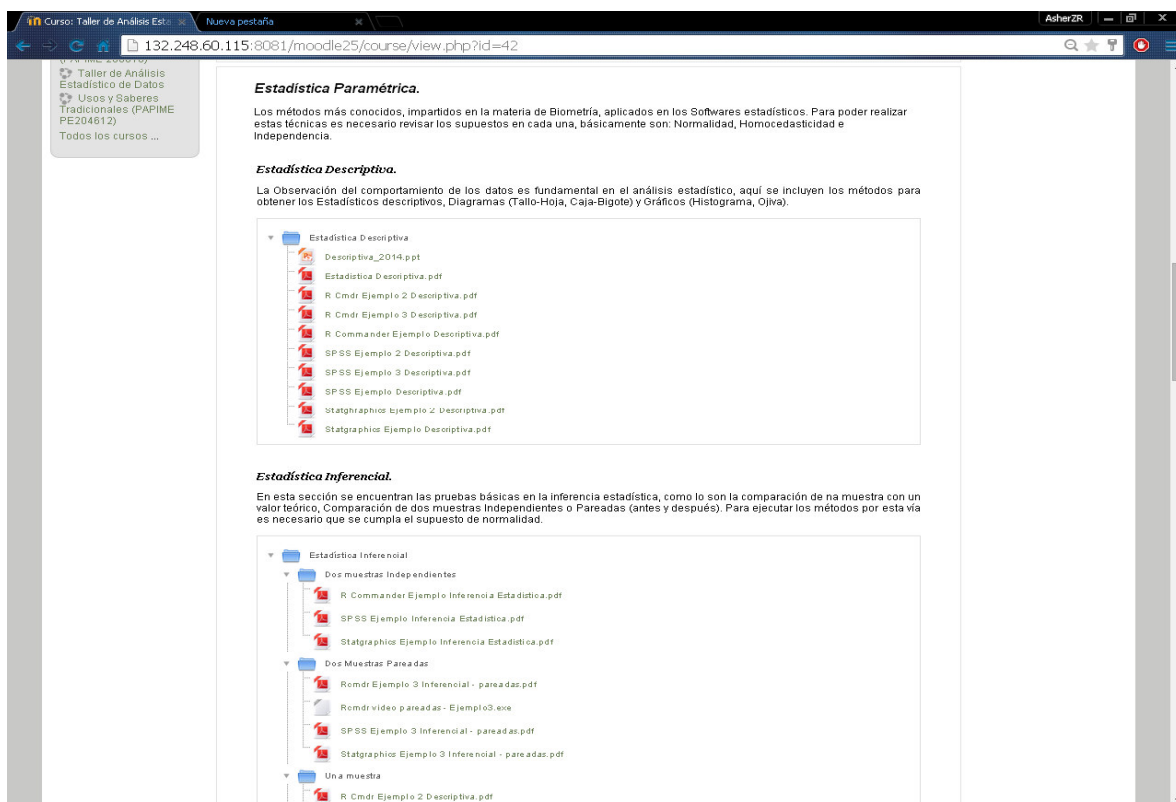 Curso: Taller de Análisis Esta
Nueva pestaña
AsherZR
132.248.60.115:8081/moodle25/course/view.php?id=42
Taller de Análisis
Estadístico de Datos
Usos y Saberes
Tradicionales (PAPIME
PE204612)
Todos los cursos ...
Estadística Paramétrica.
Los métodos más conocidos, impartidos en la materia de Biometría, aplicados en los Softwares estadísticos. Para poder realizar
estas técnicas es necesario revisar los supuestos en cada una, básicamente son: Normalidad, Homocedasticidad e
Independencia.
Estadística Descriptiva.
La Observación del comportamiento de los datos es fundamental en el análisis estadístico, aquí se incluyen los métodos para
obtener los Estadísticos descriptivos, Diagramas (Tallo-Hoja, Caja-Bigote) y Gráficos (Histograma, Ojiva).
Estadística Descriptiva
Descriptiva_2014.ppt
Estadistica Descriptiva.pdf
R Cmdr Ejemplo 2 Descriptiva.pdf
R Cmdr Ejemplo 3 Descriptiva.pdf
R Commander Ejemplo Descriptiva.pdf
SPSS Ejemplo 2 Descriptiva.pdf
SPSS Ejemplo 3 Descriptiva.pdf
SPSS Ejemplo Descriptiva.pdf
Statghraphics Ejemplo 2 Descriptiva.pdf
Statgraphics Ejemplo Descriptiva.pdf
Estadística Inferencial.
En esta sección se encuentran las pruebas básicas en la inferencia estadística, como lo son la comparación de na muestra con un
valor teórico, Comparación de dos muestras Independientes o Pareadas (antes y después). Para ejecutar los métodos por esta vía
es necesario que se cumpla el supuesto de normalidad.
Estadística Inferencial
Dos muestras Independientes
R Commander Ejemplo Inferencia Estadistica.pdf
SPSS Ejemplo Inferencia Estadistica.pdf
Statgraphics Ejemplo Inferencia Estadistica.pdf
Dos Muestras Pareadas
Rcmdr Ejemplo 3 Inferencial - pareadas.pdf
Rcmdr video pareadas - Ejemplo3.exe
SPSS Ejemplo 3 Inferencial - pareadas.pdf
Statgraphics Ejemplo 3 Inferencial - pareadas.pdf
Una muestra
R Cmdr Ejemplo 2 Descriptiva.pdf